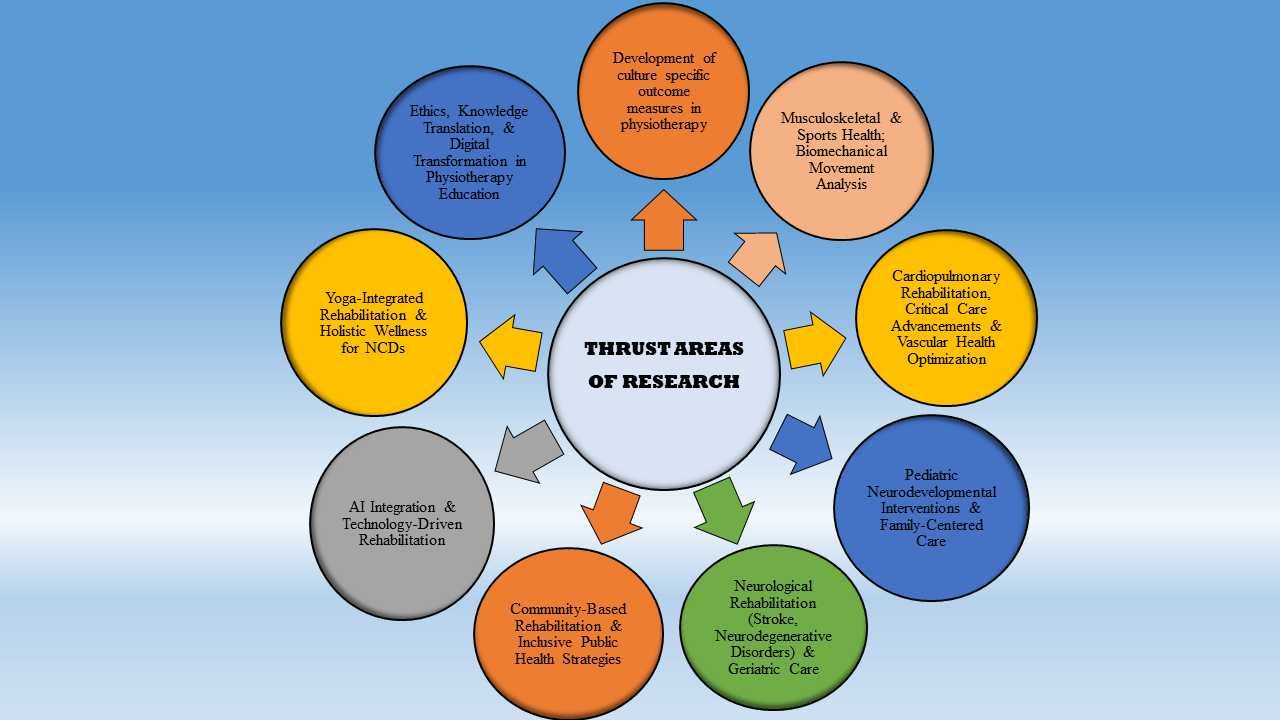 Development of
culture specific
outcome
measures in
physiotherapy
Musculoskeletal &
Sports Health;
Biomechanical
Movement
Analysis
Cardiopulmonary
Rehabilitation,
Critical Care
Advancements &
Vascular Health
Optimization
Pediatric
Neurodevelopmental
Interventions &
Family-Centered
Care
Neurological
Rehabilitation
(Stroke,
Neurodegenerative
Disorders) &
Geriatric Care
Community-Based
Rehabilitation &
Inclusive Public
Health Strategies
AI Integration &
Technology-Driven
Rehabilitation
Yoga-Integrated
Rehabilitation &
Holistic Wellness
for NCDs
Ethics, Knowledge
Translation, &
Digital
Transformation in
Physiotherapy
Education
THRUST AREAS
OF RESEARCH